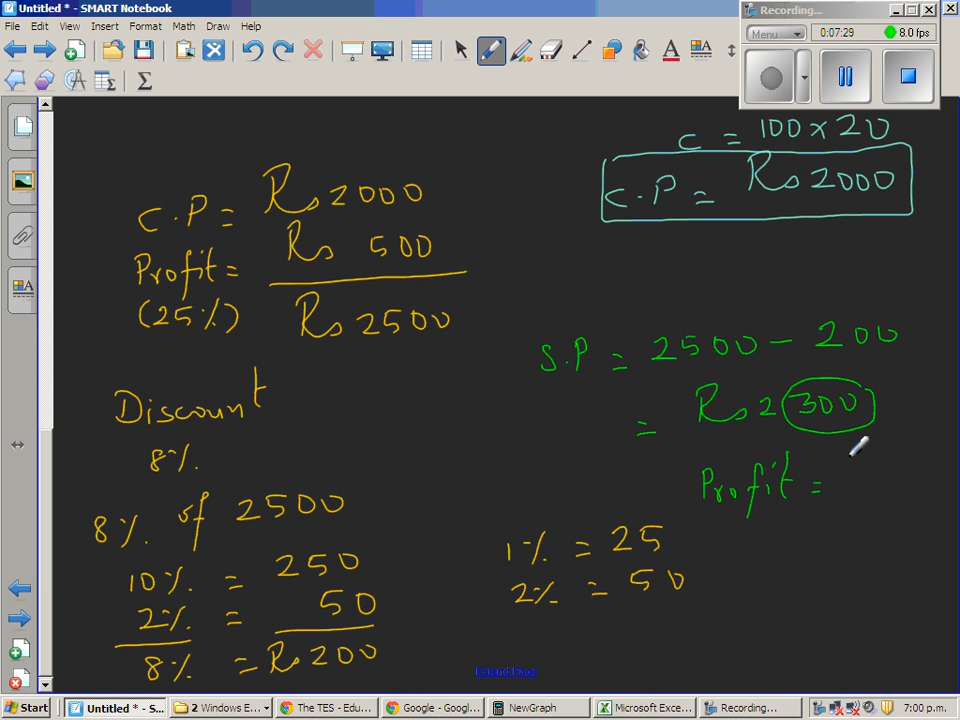 Untitled * - SMART Notebook
Recording...
File Edit View Insert Format Math Draw Help
Menu
0:07:29
8.0 fps
C = 100 x 20
C.P = Rs 2000
C.P = Rs 2000
Profit = Rs 500
(25%) Rs 2500
S.P = 2500 - 200
= Rs 2300
Profit =
Discount
8%.
8%. of 2500
10%. = 250
2%. = 50
8%. = Rs 200
1%. = 25
2%. = 50
Extend Page
Start
Untitled * - SMA...
2 Windows E...
The TES - Edu...
Google - Googl...
NewGraph
Microsoft Exce...
Recording...
7:00 p.m.